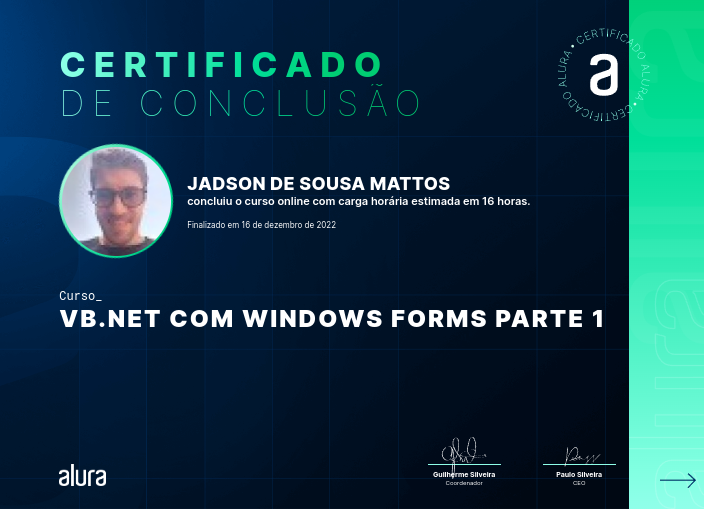 CERTIFICADO
DE CONCLUSÃO
CERTIFICADO ALURA • CERTIFICADO ALURA •
a
JADSON DE SOUSA MATTOS
concluiu o curso online com carga horária estimada em 16 horas.
Finalizado em 16 de dezembro de 2022
Curso_
VB.NET COM WINDOWS FORMS PARTE 1
alura
Guilherme Silveira
Coordenador
Paulo Silveira
CEO
alura